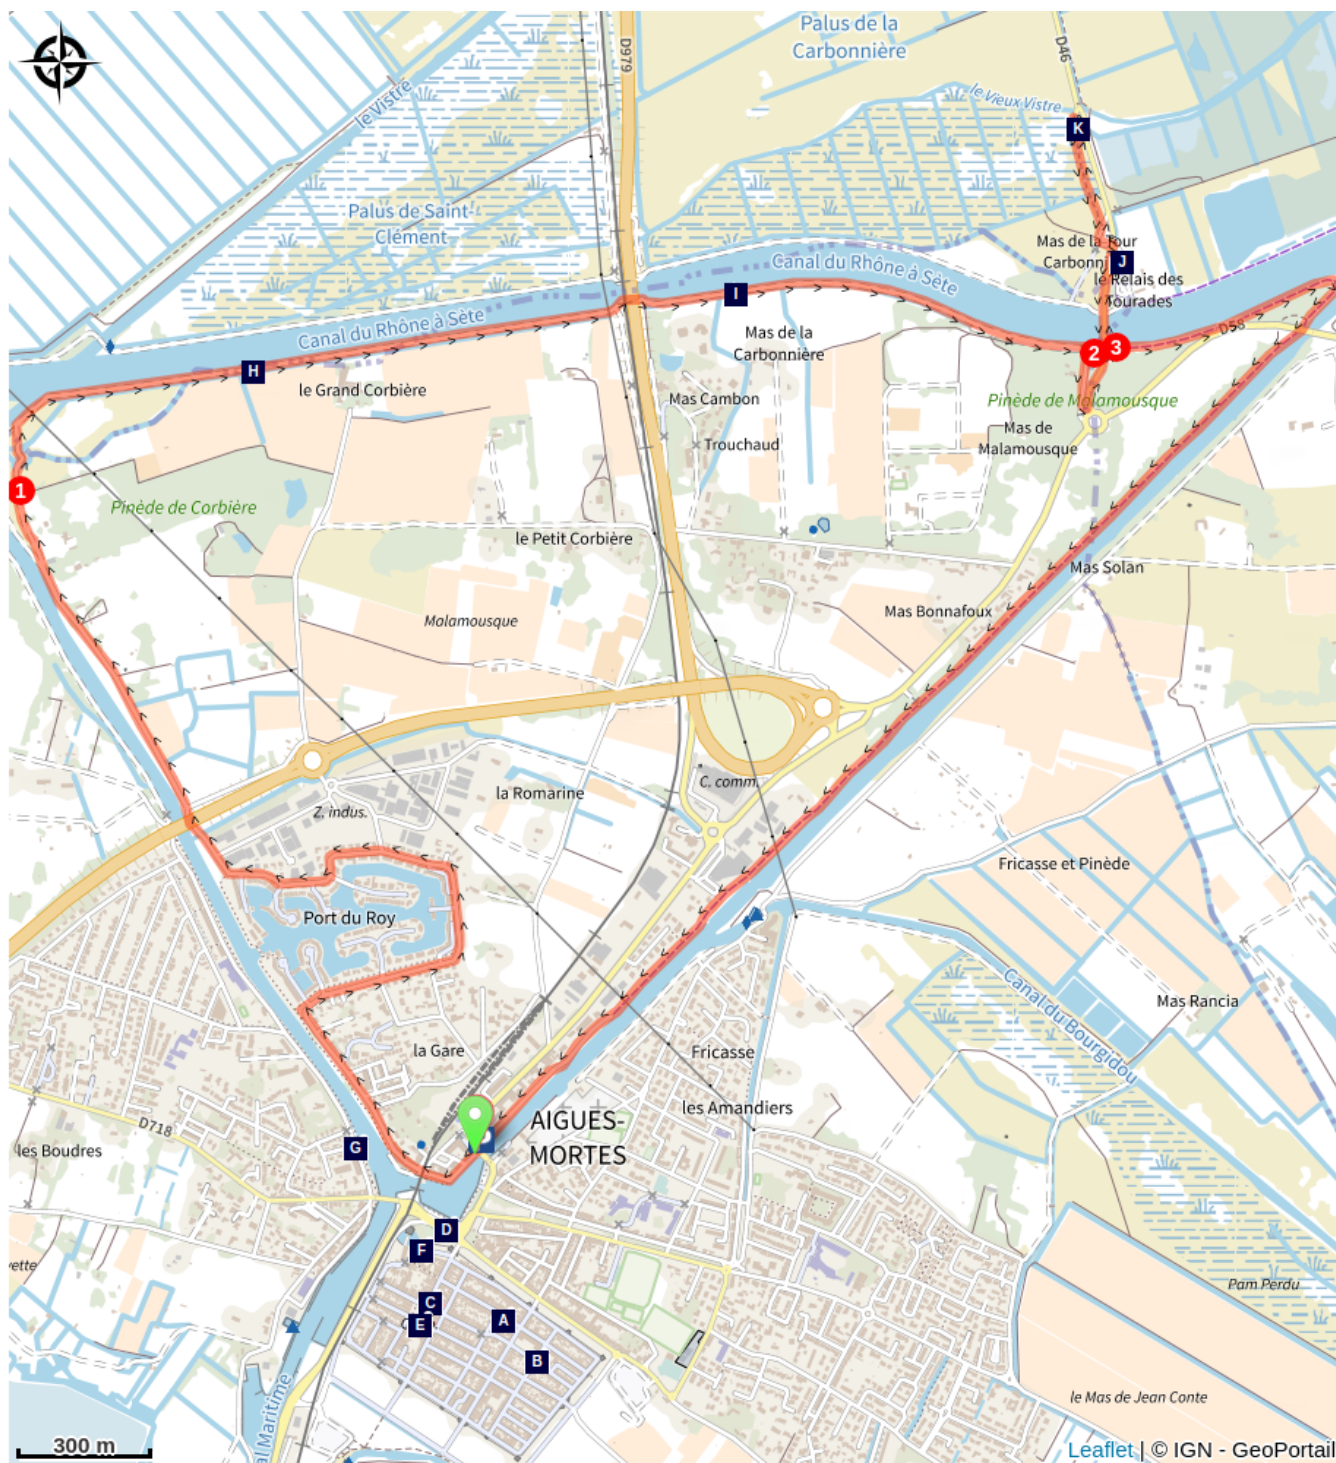 Palus de la
Carbonnière
D979
D46
le Vistre
le Vieux Vistre
K
Palus de Saint-
Clément
Mas de la Tour
Carbonn
J
le Relais des
Tourades
Canal du Rhône à Sète
I
Canal du Rhône à Sète
D58
Mas de la
Carbonnière
2
3
H
le Grand Corbière
Mas Cambon
Pinède de Malamousque
Mas de
Malamousque
Trouchaud
1
Pinède de Corbière
le Petit Corbière
Mas Solan
Mas Bonnafoux
Malamousque
C. comm.
la Romarine
Z. indus.
Fricasse et Pinède
Port du Roy
Canal du Bourgidou
Mas Rancia
la Gare
Fricasse
les Amandiers
AIGUES-
MORTES
D718
les Boudres
G
D
F
ette
Pam Perdu
C
E
A
B
le Mas de Jean Conte
al Maritime
300 m
Leaflet | © IGN - GeoPortail